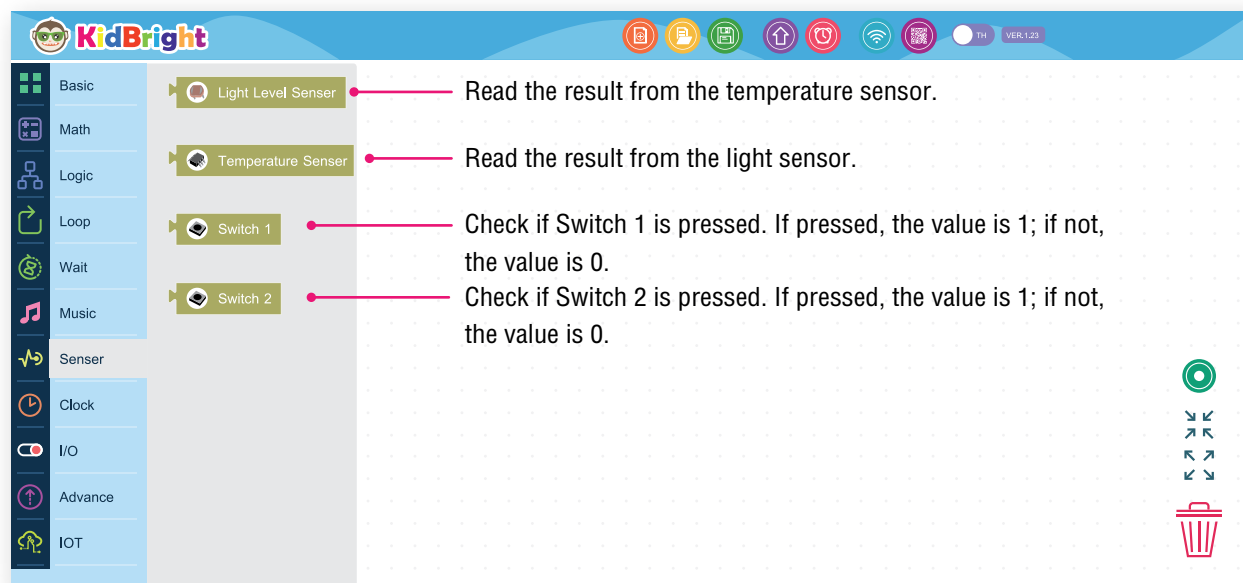 KidBright
TH
VER.1.23
Basic
Math
Logic
Loop
Wait
Music
Senser
Clock
I/O
Advance
IOT
Light Level Senser
Read the result from the temperature sensor.
Temperature Senser
Read the result from the light sensor.
Switch 1
Check if Switch 1 is pressed. If pressed, the value is 1; if not,
the value is 0.
Switch 2
Check if Switch 2 is pressed. If pressed, the value is 1; if not,
the value is 0.